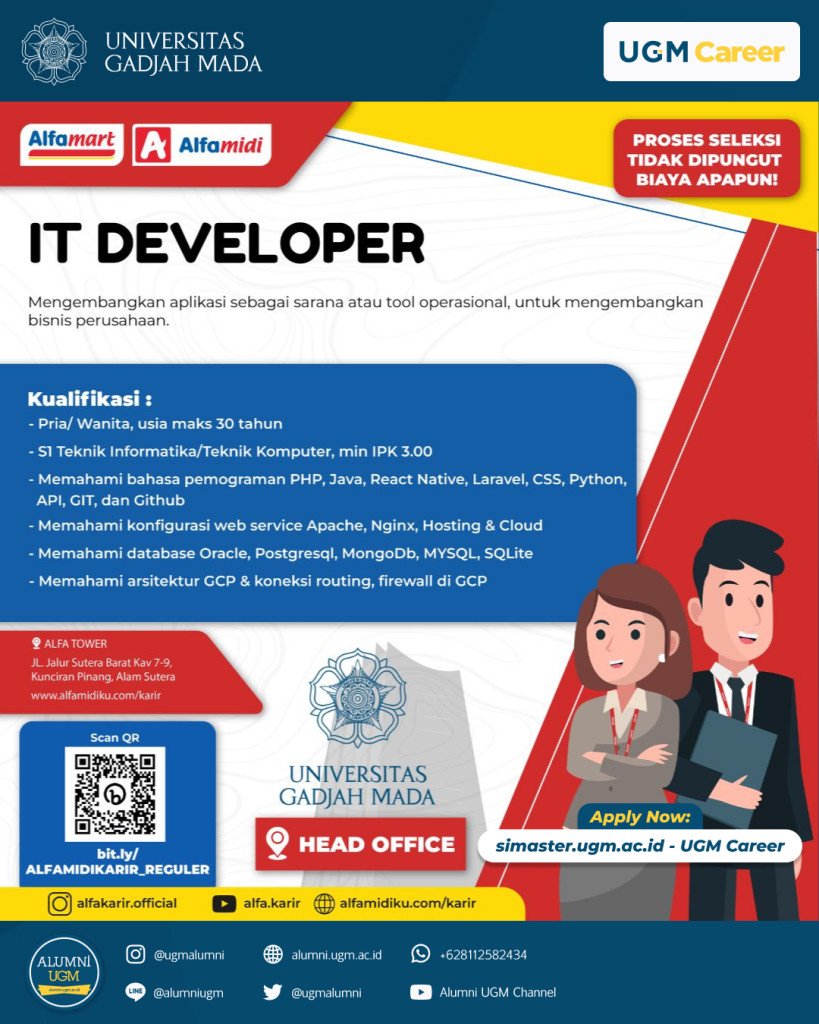 UNIVERSITAS
GADJAH MADA
UGM Career
Alfamart
A Alfamidi
PROSES SELEKSI
TIDAK DIPUNGUT
BIAYA APAPUN!
IT DEVELOPER
Mengembangkan aplikasi sebagai sarana atau tool operasional, untuk mengembangkan
bisnis perusahaan.
Kualifikasi :
- Pria/ Wanita, usia maks 30 tahun
- S1 Teknik Informatika/Teknik Komputer, min IPK 3.00
- Memahami bahasa pemograman PHP, Java, React Native, Laravel, CSS, Python,
API, GIT, dan Github
- Memahami konfigurasi web service Apache, Nginx, Hosting & Cloud
- Memahami database Oracle, Postgresql, MongoDb, MYSQL, SQLite
- Memahami arsitektur GCP & koneksi routing, firewall di GCP
ALFA TOWER
JL. Jalur Sutera Barat Kav 7-9,
Kunciran Pinang, Alam Sutera
www.alfamidiku.com/karir
Scan QR
b
bit.ly/
ALFAMIDIKARIR_REGULER
UNIVERSITAS
GADJAH MADA
HEAD OFFICE
Apply Now:
simaster.ugm.ac.id - UGM Career
alfakarir.official
alfa.karir
alfamidiku.com/karir
ALUMNI
UGM
alumni.ugm.ac.id
@ugmalumni
alumni.ugm.ac.id
+628112582434
LINE
@alumniugm
@ugmalumni
Alumni UGM Channel